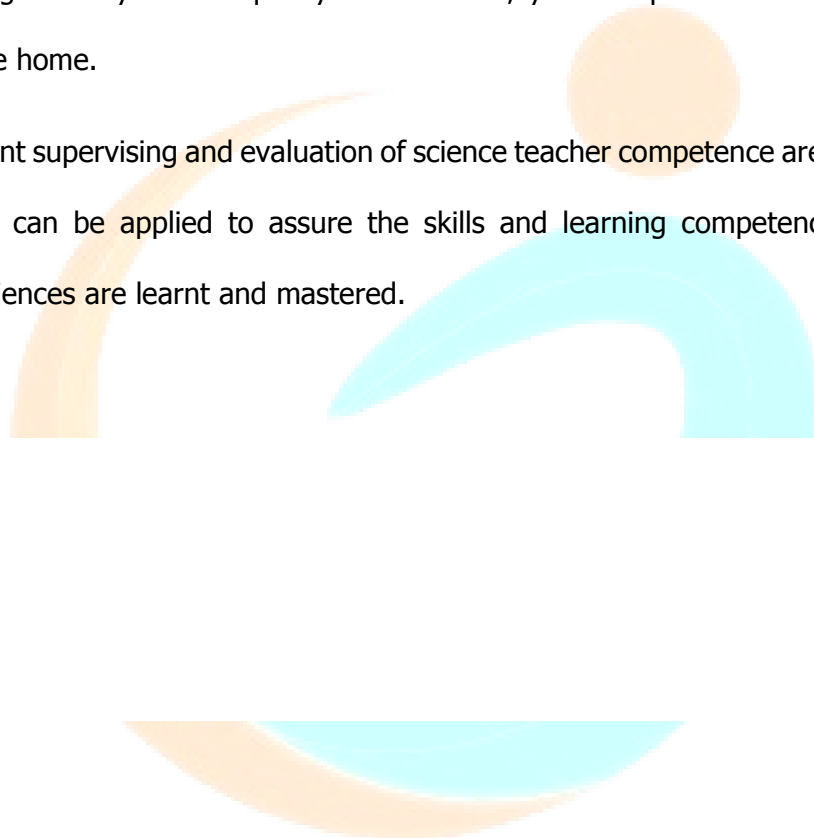 e home.
nt supervising and evaluation of science teacher competence are
can be applied to assure the skills and learning competenc
iences are learnt and mastered.